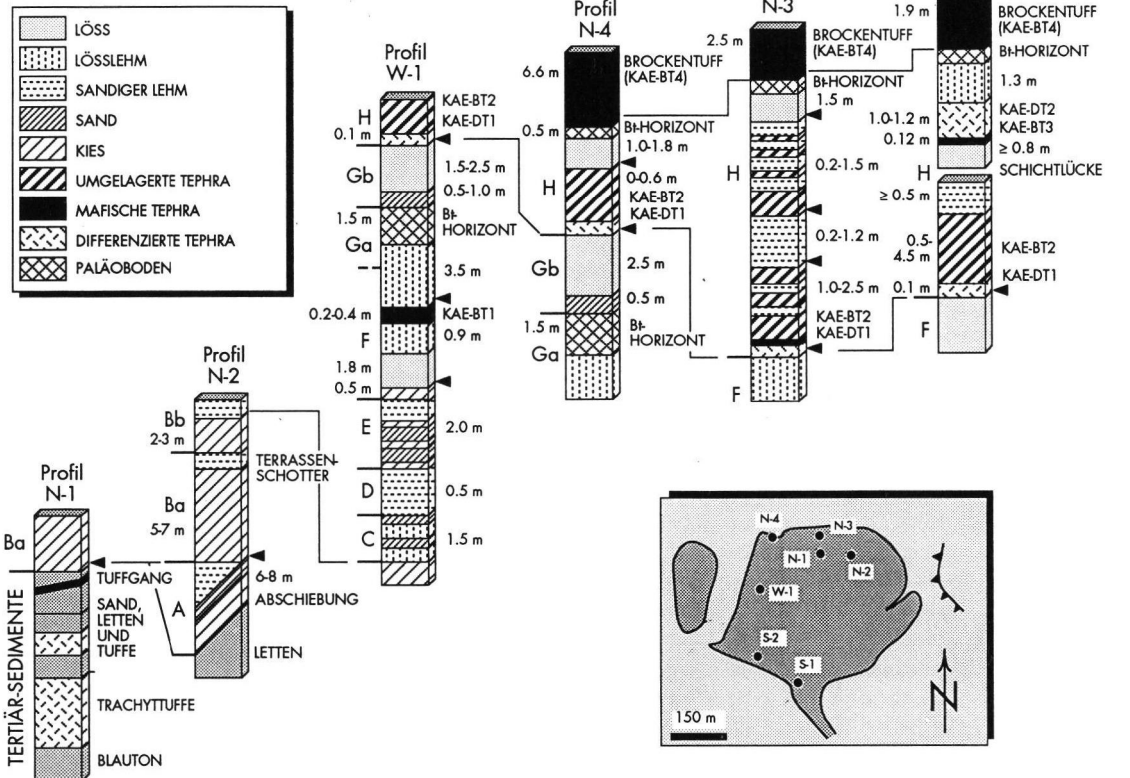 LÖSS
LÖSSLEHM
SANDIGER LEHM
SAND
KIES
UMGELAGERTE TEPHRA
MAFISCHE TEPHRA
DIFFERENZIERTE TEPHRA
PALÄOBODEN
Profil
N-1
Ba
TERTIÄR-SEDIMENTE
TUFFGANG
SAND,
LETTEN
UND
TUFFE
TRACHYTTUFFE
BLAUTON
Profil
N-2
Bb
2-3 m
Ba
5-7 m
A
TERRASSEN-
SCHOTTER
6-8 m
ABSCHIEBUNG
LETTEN
Profil
W-1
H
0.1 m
Gb
1.5 m
Ga
0.2-0.4 m
F
1.8 m
0.5 m
E
D
C
KAE-BT2
KAE-DT1
1.5-2.5 m
0.5-1.0 m
Bt-
HORIZONT
3.5 m
KAE-BT1
0.9 m
2.0 m
0.5 m
1.5 m
Profil
N-4
6.6 m
0.5 m
H
Gb
1.5 m
Ga
BROCKENTUFF
(KAE-BT4)
Bt-HORIZONT
1.0-1.8 m
0-0.6 m
KAE-BT2
KAE-DT1
2.5 m
0.5 m
Bt-
HORIZONT
N-3
2.5 m
H
F
BROCKENTUFF
(KAE-BT4)
Bt-HORIZONT
1.5 m
0.2-1.5 m
0.2-1.2 m
1.0-2.5 m
KAE-BT2
KAE-DT1
1.9 m
1.0-1.2 m
0.12 m
H
≥ 0.5 m
0.5-
4.5 m
0.1 m
F
BROCKENTUFF
(KAE-BT4)
Bt-HORIZONT
1.3 m
KAE-DT2
KAE-BT3
≥ 0.8 m
SCHICHTLÜCKE
KAE-BT2
KAE-DT1
N-4
N-3
N-1
N-2
W-1
S-2
S-1
N
150 m